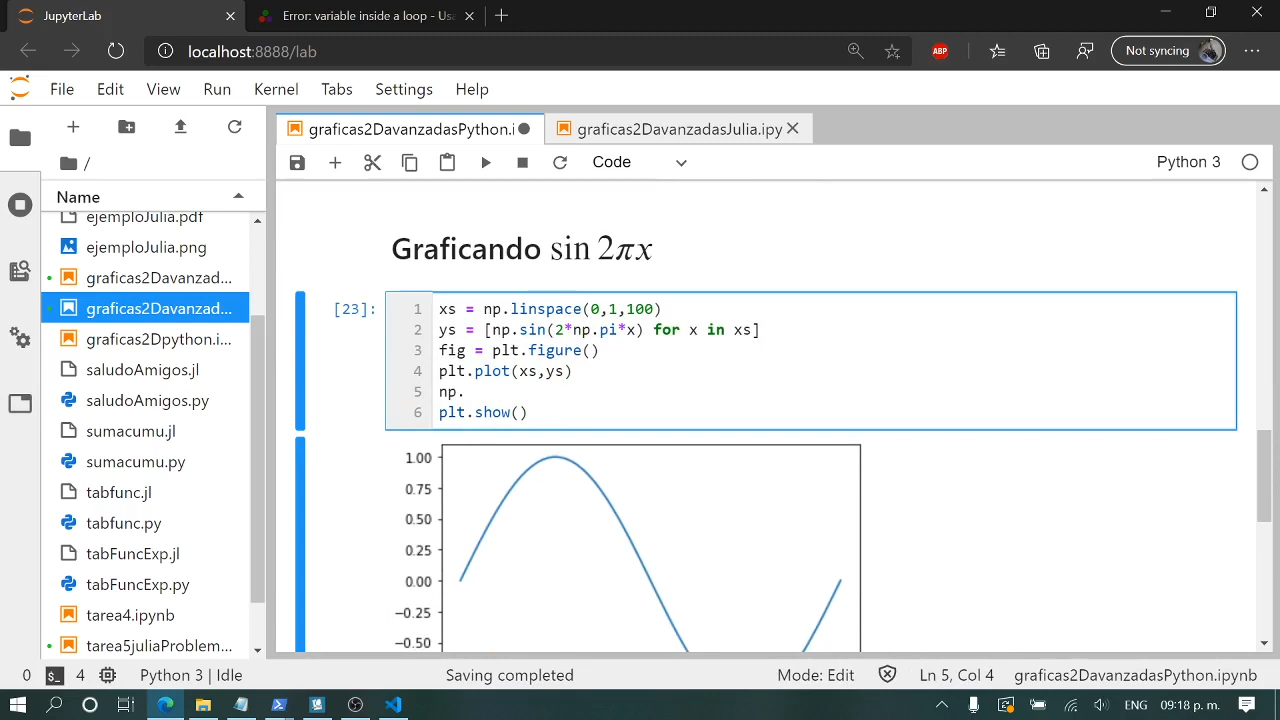 JupyterLab
Error: variable inside a loop - Usa
localhost:8888/lab
ABP
Not syncing
File Edit View Run Kernel Tabs Settings Help
graficas2DavanzadasPython.i
graficas2DavanzadasJulia.ipy
Code
Python 3
/
Name
ejemploJulia.pdf
ejemploJulia.png
graficas2Davanzad...
graficas2Davanzad...
graficas2Dpython.i...
saludoAmigos.jl
saludoAmigos.py
sumacumu.jl
sumacumu.py
tabfunc.jl
tabfunc.py
tabFuncExp.jl
tabFuncExp.py
tarea4.ipynb
tarea5juliaProblem...
Graficando sin 2πx
[23]:
1 xs = np.linspace(0,1,100)
2 ys = [np.sin(2*np.pi*x) for x in xs]
3 fig = plt.figure()
4 plt.plot(xs,ys)
5 np.
6 plt.show()
1.00
0.75
0.50
0.25
0.00
−0.25
−0.50
0 $_ 4 Python 3 | Idle Saving completed Mode: Edit Ln 5, Col 4 graficas2DavanzadasPython.ipynb
ENG 09:18 p. m.